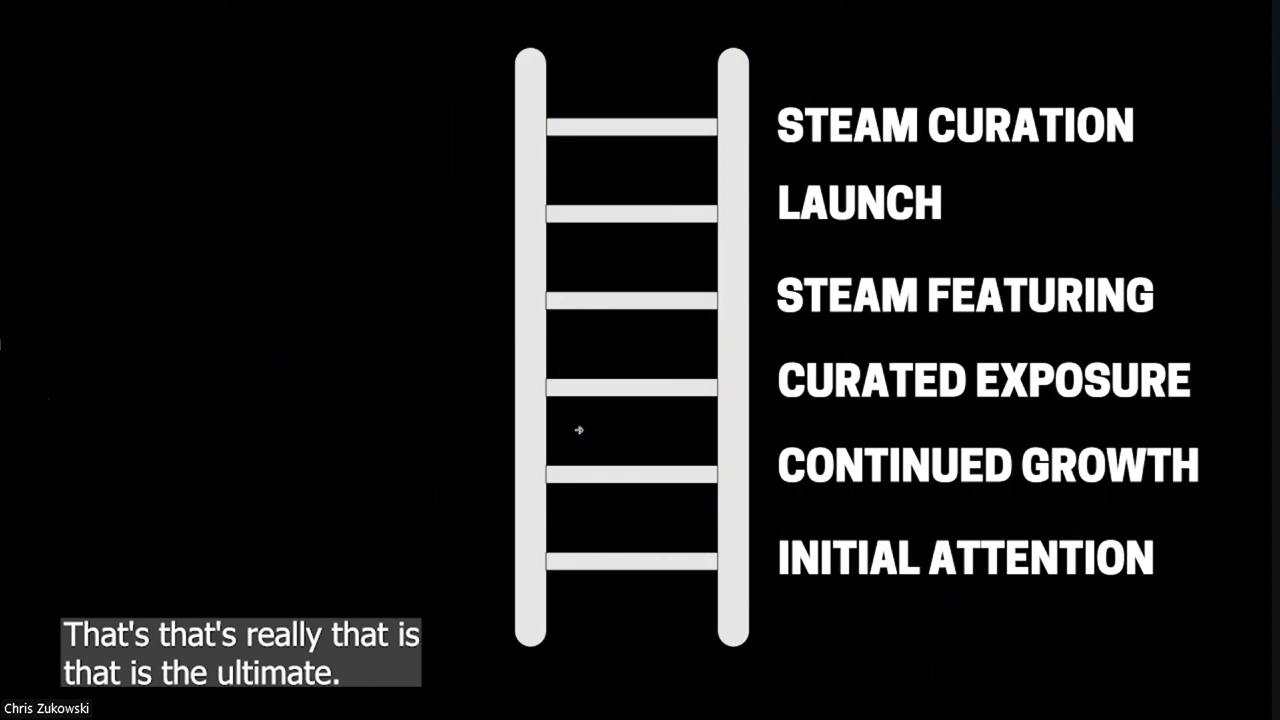 STEAM CURATION
LAUNCH
STEAM FEATURING
CURATED EXPOSURE
CONTINUED GROWTH
INITIAL ATTENTION
That's that's really that is
that is the ultimate.
Chris Zukowski